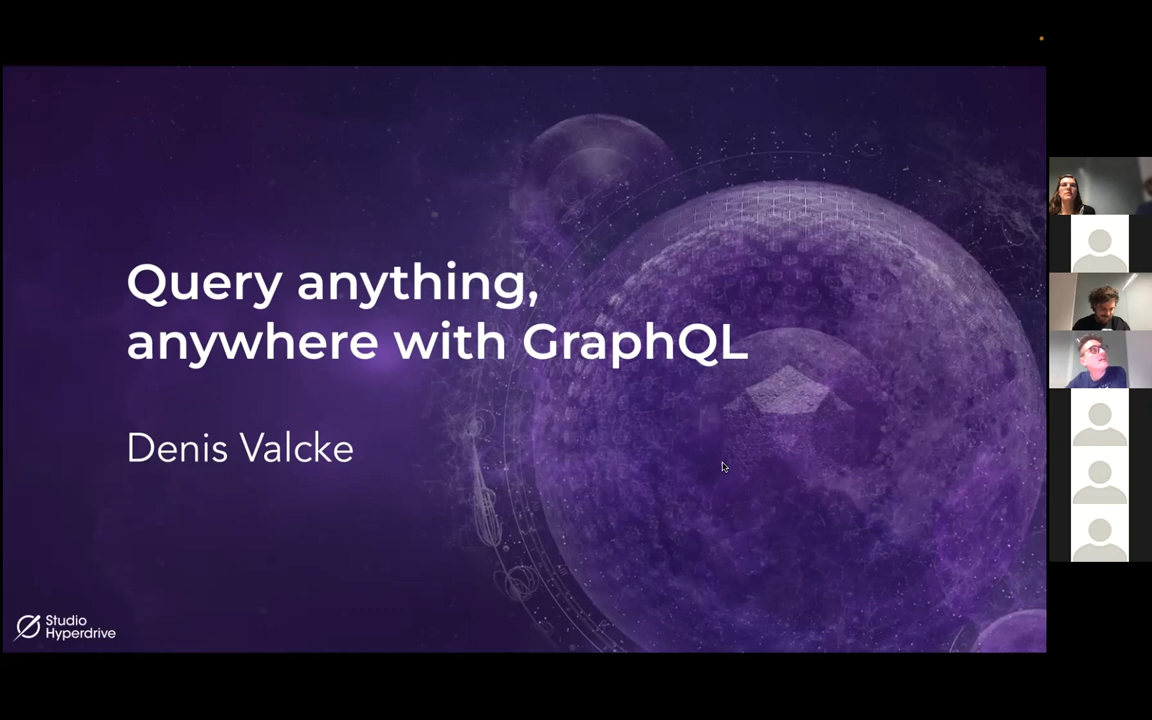 Query anything,
anywhere with GraphQL
Denis Valcke
Studio
Hyperdrive